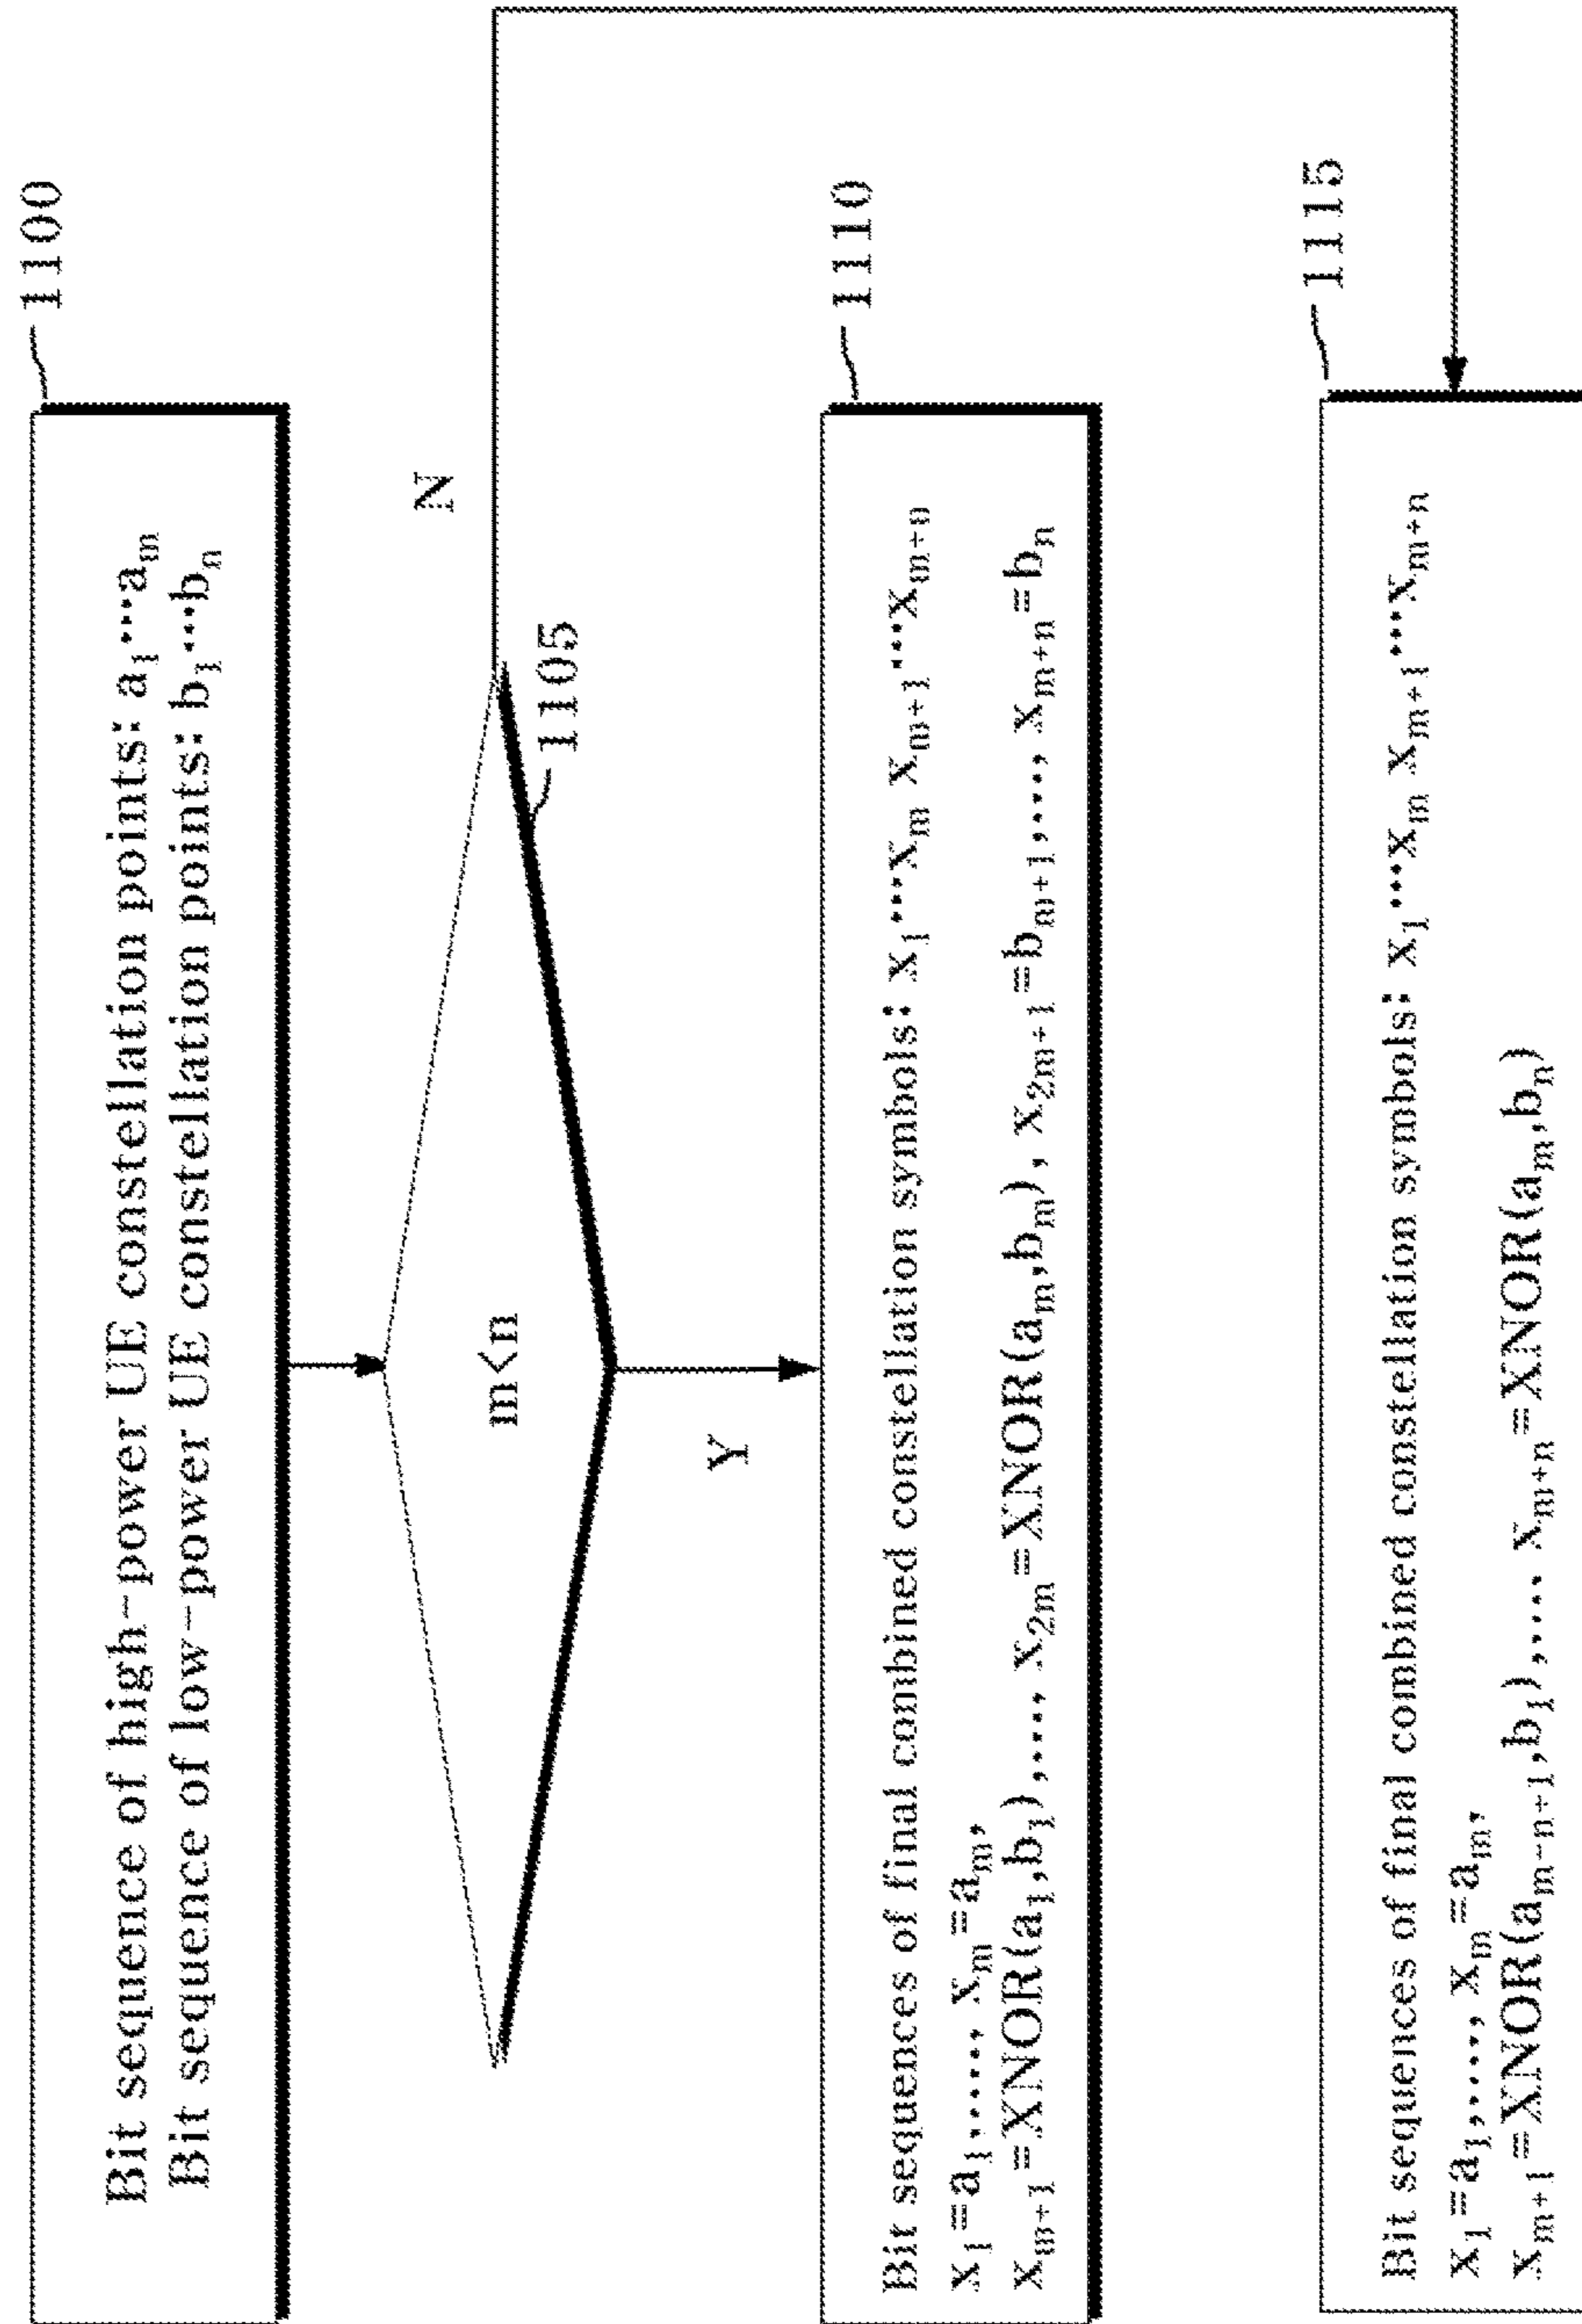 1100
Bit sequence of high-power UE constellation points: a₁⋯aₘ
Bit sequence of low-power UE constellation points: b₁⋯bₙ
m<n
1105
N
Y
1110
Bit sequences of final combined constellation symbols: x₁⋯xₘ xₘ₊₁⋯xₘ₊ₙ
x₁=a₁,...., xₘ=aₘ,
xₘ₊₁=XNOR(a₁,b₁),..., x₂ₘ=XNOR(aₘ,bₘ), x₂ₘ₊₁=bₘ₊₁,..., xₘ₊ₙ=bₙ
1115
Bit sequences of final combined constellation symbols: x₁⋯xₘ xₘ₊₁⋯xₘ₊ₙ
x₁=a₁,...., xₘ=aₘ,
xₘ₊₁=XNOR(aₘ₋ₙ₊₁,b₁),.... xₘ₊ₙ=XNOR(aₘ,bₙ)